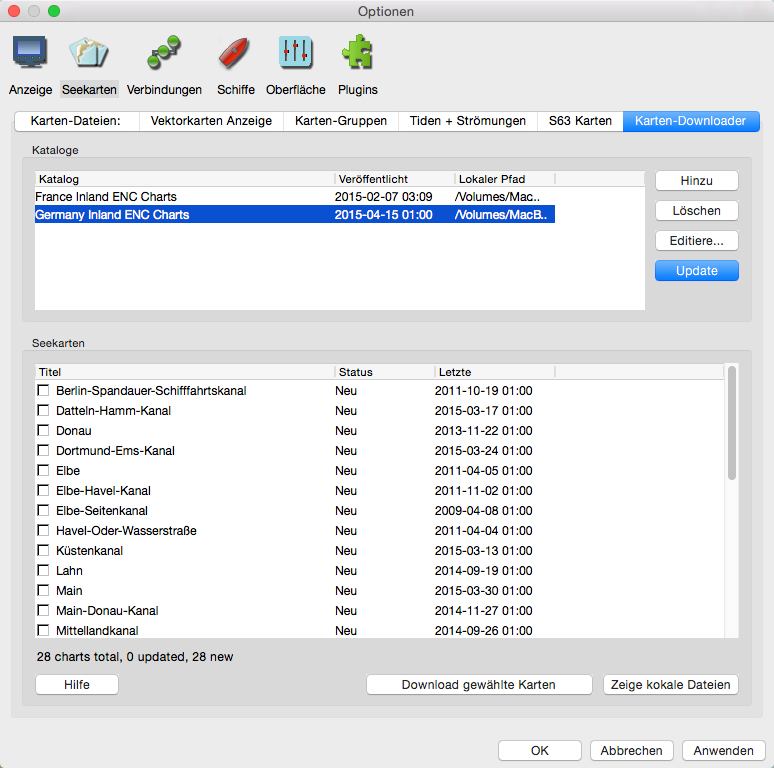 Optionen
Anzeige Seekarten Verbindungen Schiffe Oberfläche Plugins
Karten-Dateien: Vektorkarten Anzeige Karten-Gruppen Tiden + Strömungen S63 Karten Karten-Downloader
Kataloge
Katalog Veröffentlicht Lokaler Pfad
France Inland ENC Charts 2015-02-07 03:09 /Volumes/Mac..
Germany Inland ENC Charts 2015-04-15 01:00 /Volumes/MacB..
Hinzu
Löschen
Editiere...
Update
Seekarten
Titel Status Letzte
Berlin-Spandauer-Schifffahrtskanal Neu 2011-10-19 01:00
Datteln-Hamm-Kanal Neu 2015-03-17 01:00
Donau Neu 2013-11-22 01:00
Dortmund-Ems-Kanal Neu 2015-03-24 01:00
Elbe Neu 2011-04-05 01:00
Elbe-Havel-Kanal Neu 2011-11-02 01:00
Elbe-Seitenkanal Neu 2009-04-08 01:00
Havel-Oder-Wasserstraße Neu 2011-04-04 01:00
Küstenkanal Neu 2015-03-13 01:00
Lahn Neu 2014-09-19 01:00
Main Neu 2015-03-30 01:00
Main-Donau-Kanal Neu 2014-11-27 01:00
Mittellandkanal Neu 2014-09-26 01:00
28 charts total, 0 updated, 28 new
Hilfe Download gewählte Karten Zeige kokale Dateien
OK Abbrechen Anwenden